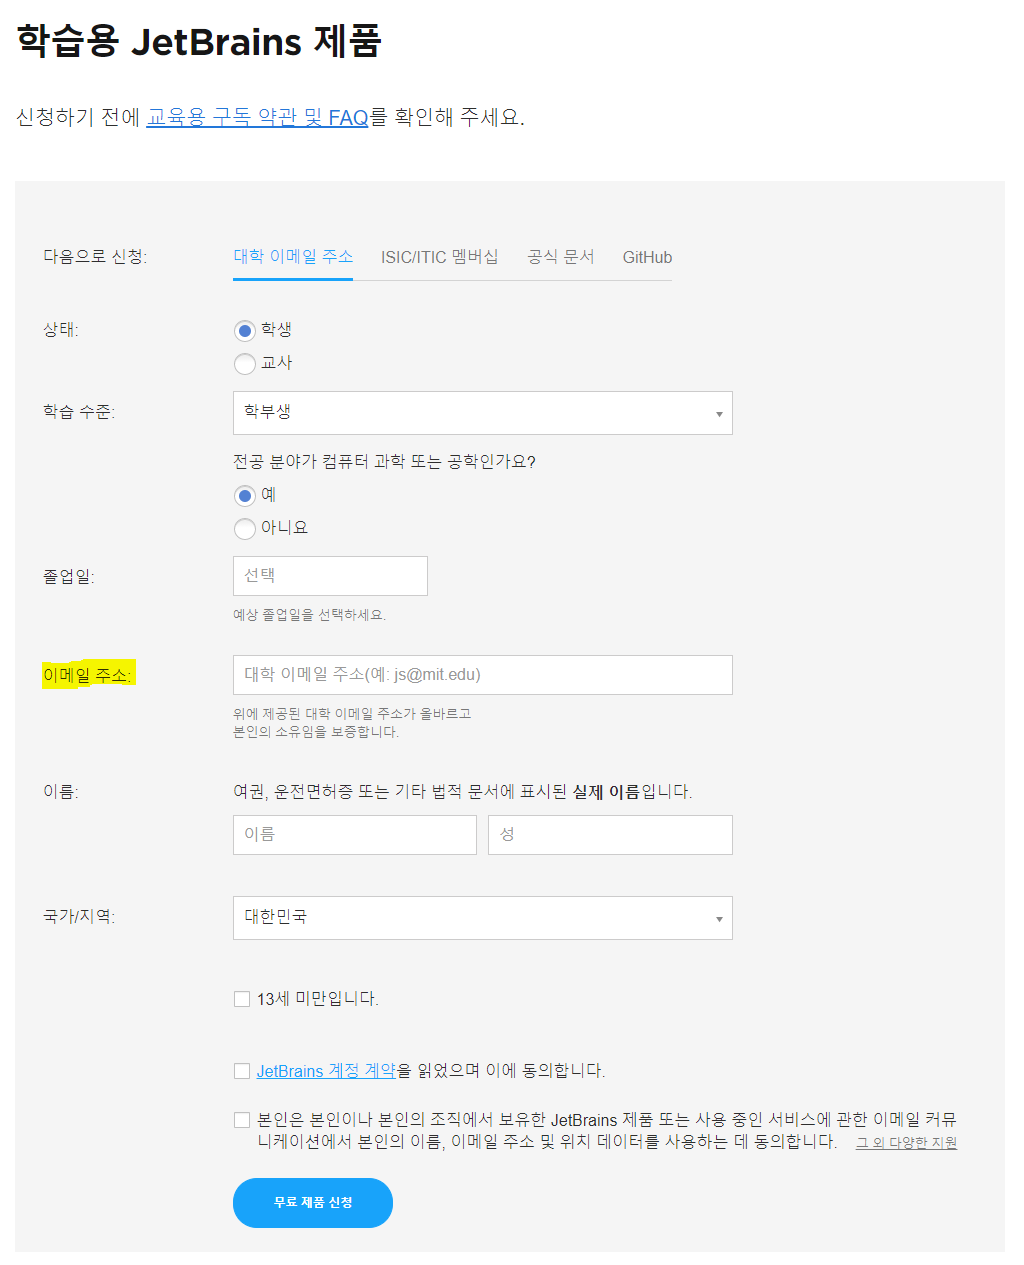 학습용 JetBrains 제품
신청하기 전에 교육용 구독 약관 및 FAQ를 확인해 주세요.
다음으로 신청: 대학 이메일 주소 ISIC/ITIC 멤버십 공식 문서 GitHub
상태: 학생
교사
학습 수준: 학부생
전공 분야가 컴퓨터 과학 또는 공학인가요?
예
아니요
졸업일: 선택
예상 졸업일을 선택하세요.
이메일 주소: 대학 이메일 주소(예: js@mit.edu)
위에 제공된 대학 이메일 주소가 올바르고
본인의 소유임을 보증합니다.
이름: 여권, 운전면허증 또는 기타 법적 문서에 표시된 실제 이름입니다.
이름 성
국가/지역: 대한민국
13세 미만입니다.
JetBrains 계정 계약을 읽었으며 이에 동의합니다.
본인은 본인이나 본인의 조직에서 보유한 JetBrains 제품 또는 사용 중인 서비스에 관한 이메일 커뮤
니케이션에서 본인의 이름, 이메일 주소 및 위치 데이터를 사용하는 데 동의합니다. 그 외 다양한 지원
무료 제품 신청